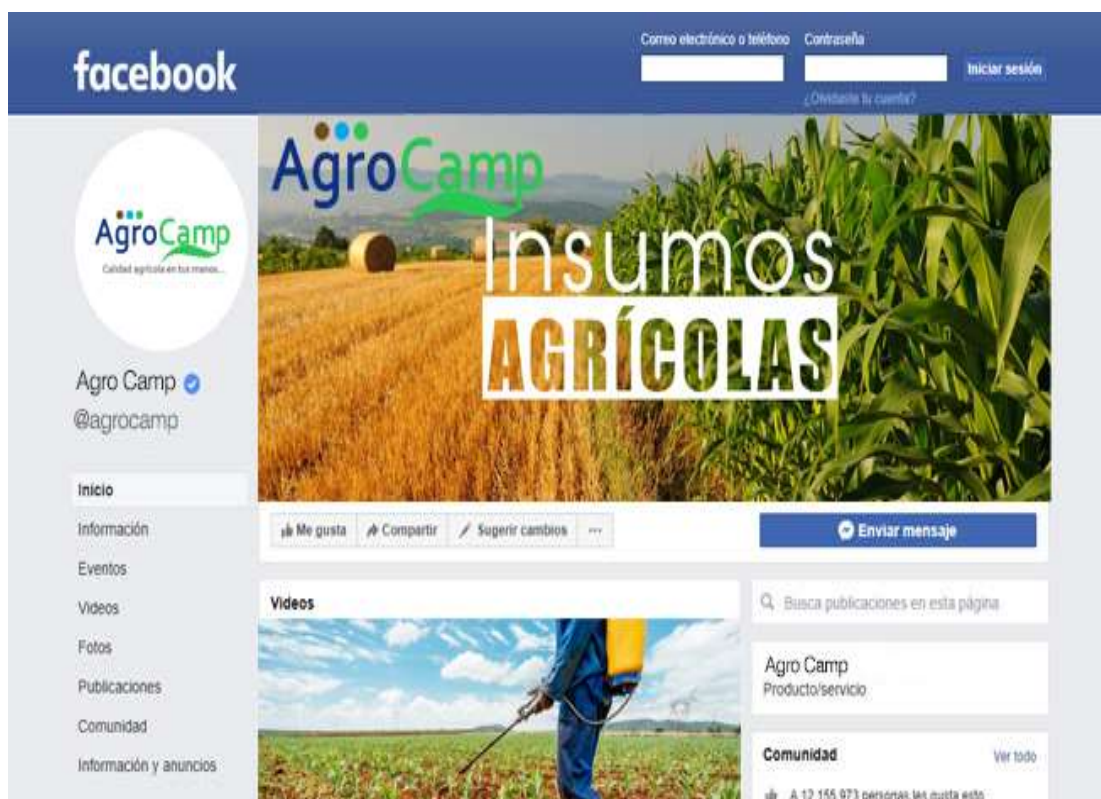 facebook
Correo electrónico o teléfono
Contraseña
Iniciar sesión
¿Olvidaste tu cuenta?
AgroCamp
Calidad agrícola en tus manos...
Agro Camp
@agrocamp
AgroCamp
Insumos
AGRÍCOLAS
Inicio
Información
Eventos
Videos
Fotos
Publicaciones
Comunidad
Información y anuncios
Me gusta
Compartir
Sugerir cambios
...
Enviar mensaje
Videos
Busca publicaciones en esta página
Agro Camp
Producto/servicio
Comunidad
Ver todo
A 12.155.973 personas les gusta esto